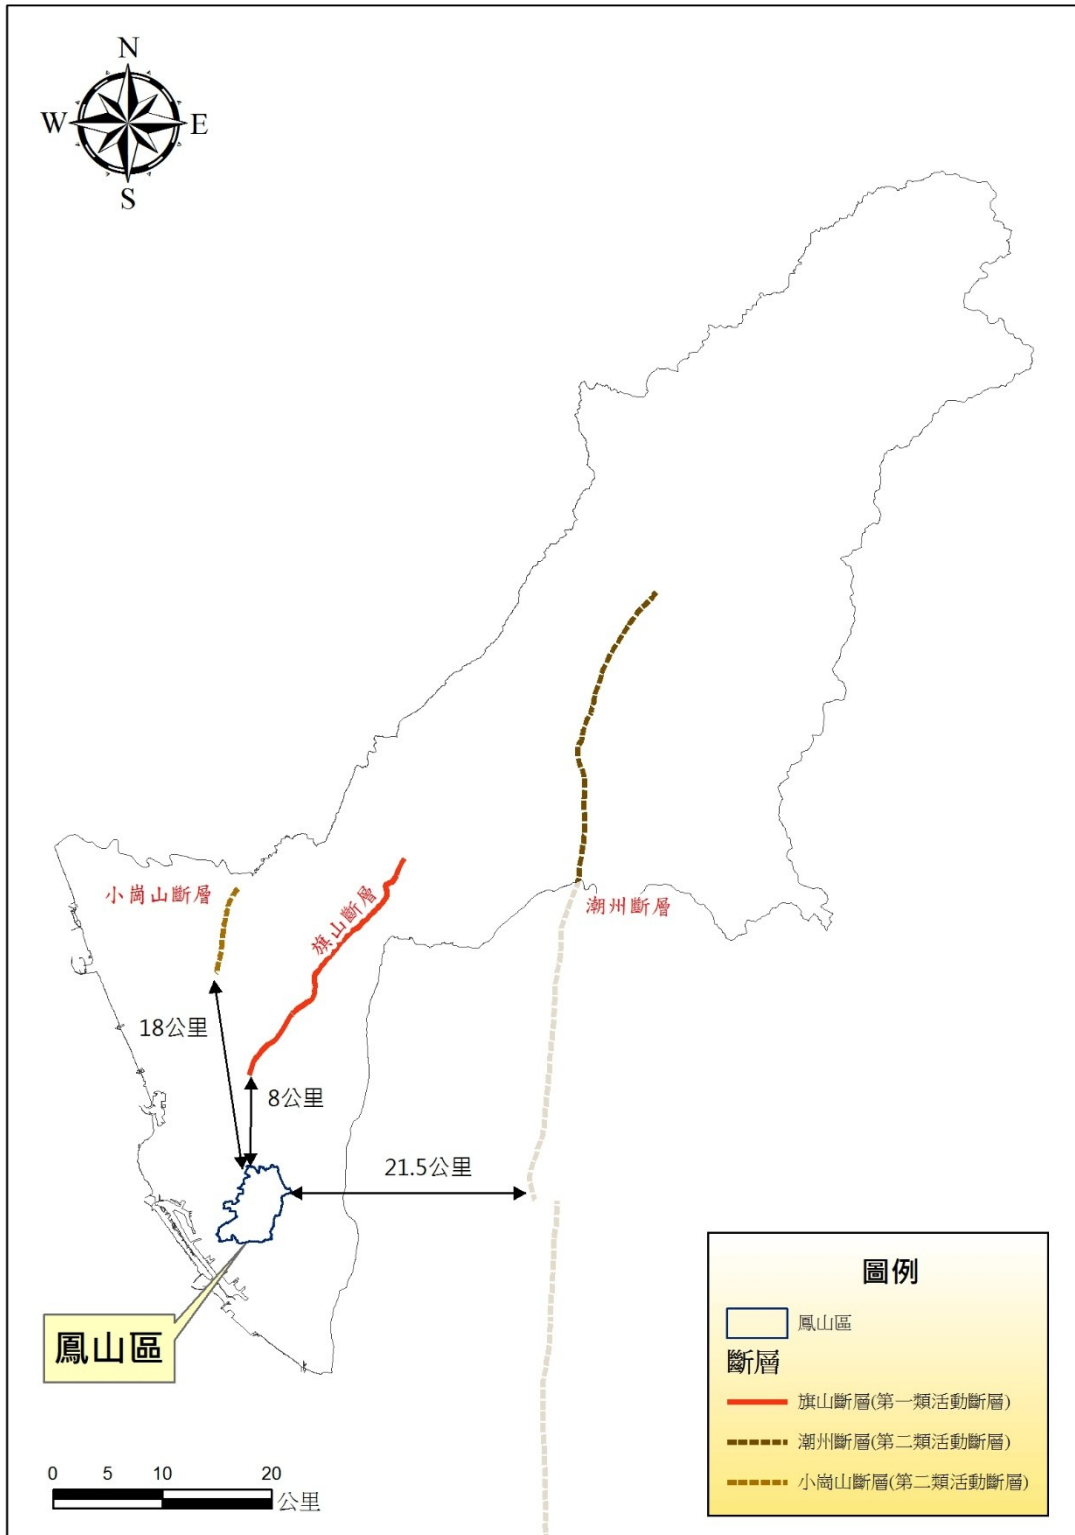 N
W
E
S
小崗山斷層
旗山斷層
潮州斷層
18公里
8公里
21.5公里
鳳山區
圖例
鳳山區
斷層
旗山斷層(第一類活動斷層)
潮州斷層(第二類活動斷層)
小崗山斷層(第二類活動斷層)
0 5 10 20
公里